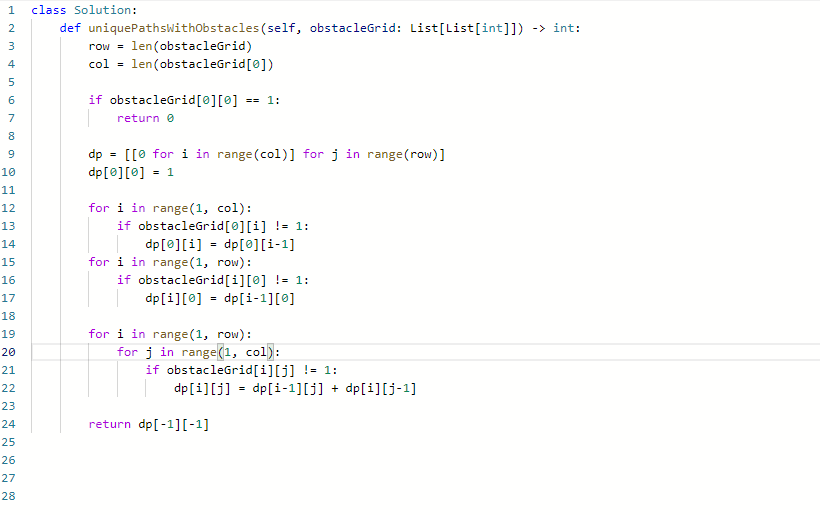 1 class Solution:
2     def uniquePathsWithObstacles(self, obstacleGrid: List[List[int]]) -> int:
3         row = len(obstacleGrid)
4         col = len(obstacleGrid[0])
5
6         if obstacleGrid[0][0] == 1:
7             return 0
8
9         dp = [[0 for i in range(col)] for j in range(row)]
10         dp[0][0] = 1
11
12         for i in range(1, col):
13             if obstacleGrid[0][i] != 1:
14                 dp[0][i] = dp[0][i-1]
15         for i in range(1, row):
16             if obstacleGrid[i][0] != 1:
17                 dp[i][0] = dp[i-1][0]
18
19         for i in range(1, row):
20             for j in range(1, col):
21                 if obstacleGrid[i][j] != 1:
22                     dp[i][j] = dp[i-1][j] + dp[i][j-1]
23
24         return dp[-1][-1]
25
26
27
28